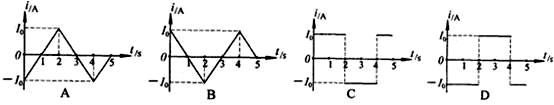 i/A
I₀
0
1 2 3 4 5
t/s
−I₀
A
i/A
I₀
0
1 2 3 4 5
t/s
−I₀
B
i/A
I₀
0
1 2 3 4 5
t/s
−I₀
C
i/A
I₀
0
1 2 3 4 5
t/s
−I₀
D